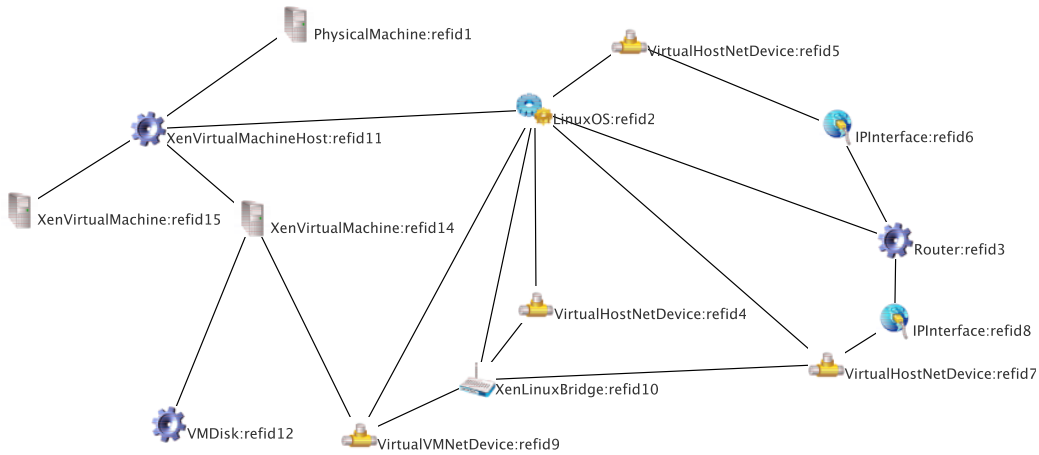 PhysicalMachine:refid1
VirtualHostNetDevice:refid5
LinuxOS:refid2
XenVirtualMachineHost:refid11
IPInterface:refid6
XenVirtualMachine:refid15
XenVirtualMachine:refid14
Router:refid3
VirtualHostNetDevice:refid4
IPInterface:refid8
VirtualHostNetDevice:refid7
XenLinuxBridge:refid10
VMDisk:refid12
VirtualVMNetDevice:refid9